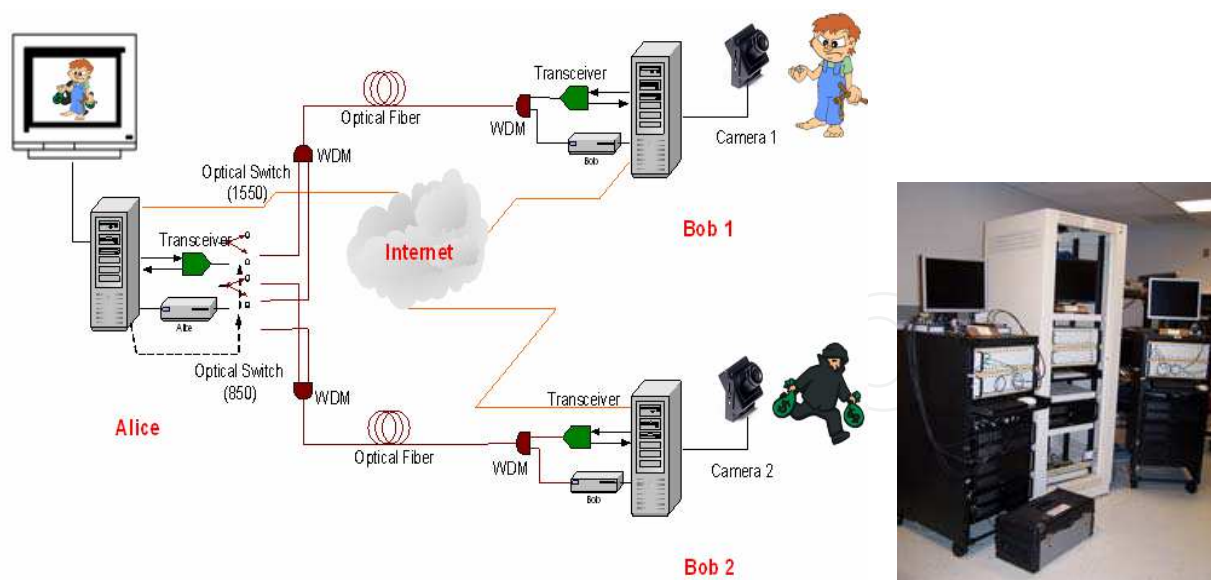 Transceiver
Optical Fiber
WDM
Bob
Camera 1
WDM
Optical Switch
(1550)
Transceiver
Internet
Bob 1
Alice
Optical Switch
(850)
WDM
Alice
Transceiver
Optical Fiber
WDM
Bob
Camera 2
Bob 2